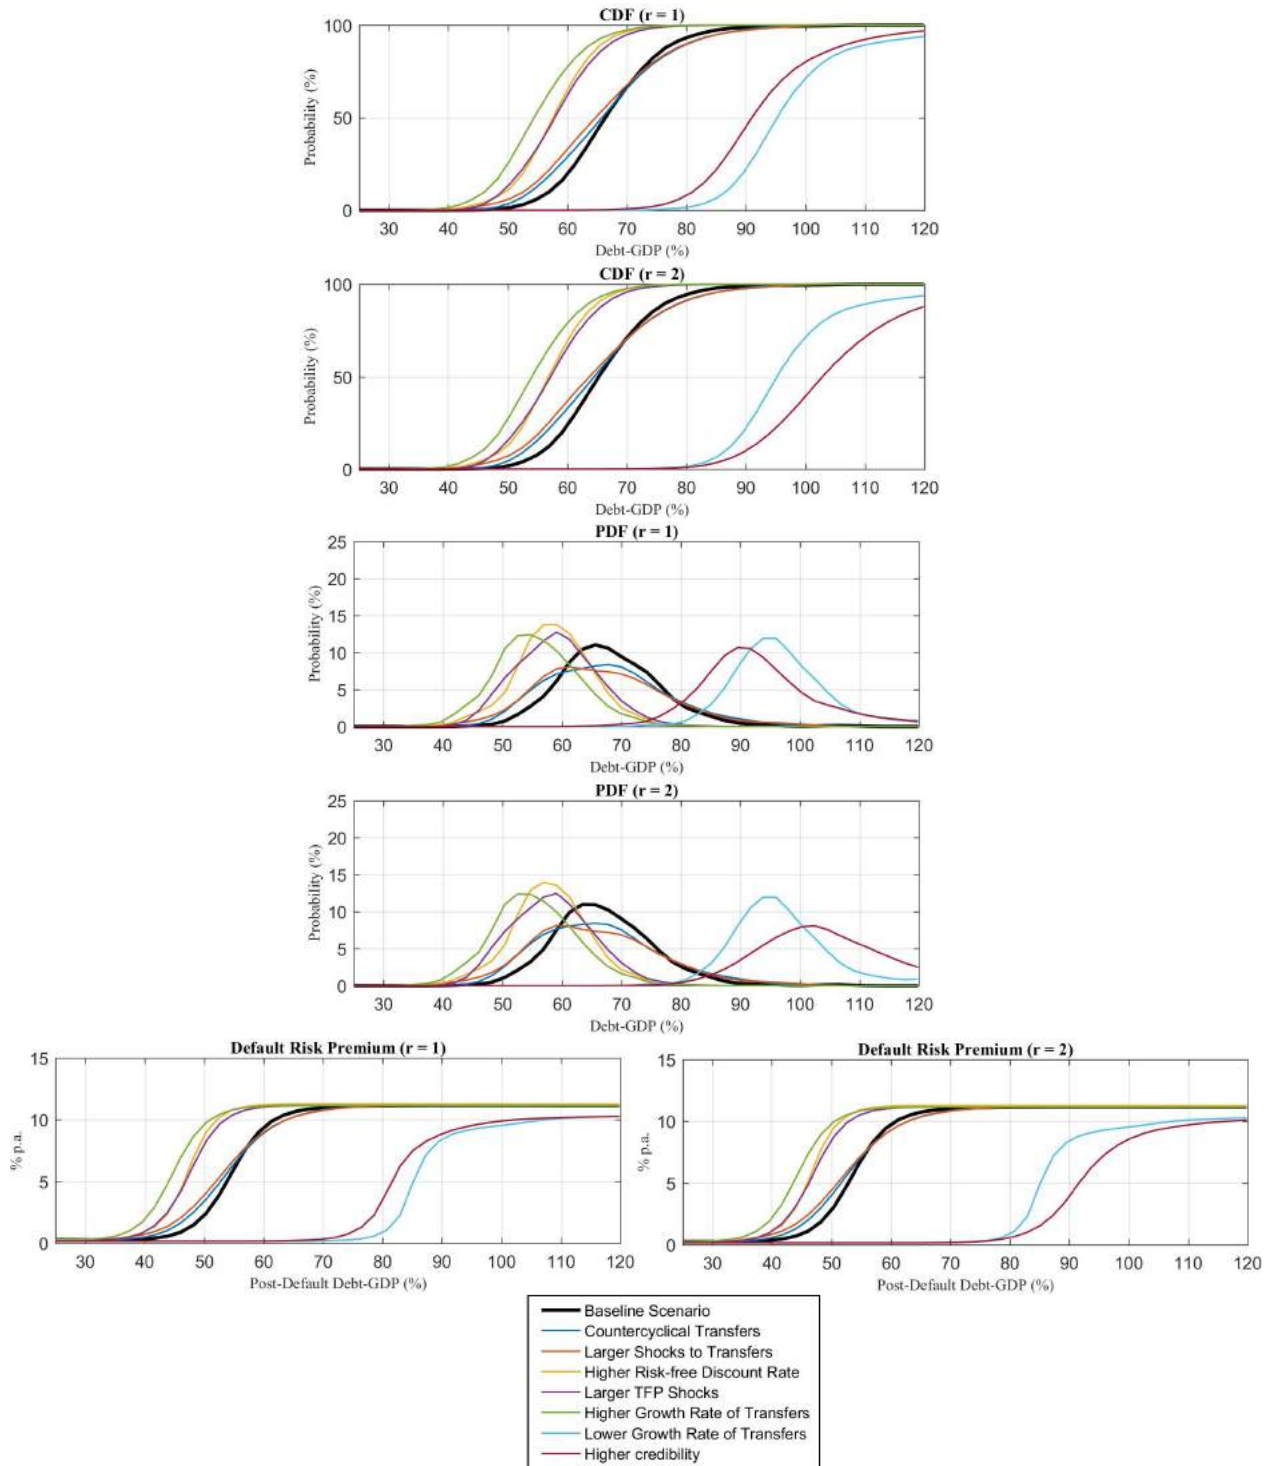 CDF (r = 1)
100
50
0
Probability (%)
30 40 50 60 70 80 90 100 110 120
Debt-GDP (%)
CDF (r = 2)
100
50
0
Probability (%)
30 40 50 60 70 80 90 100 110 120
Debt-GDP (%)
PDF (r = 1)
25
20
15
10
5
0
Probability (%)
30 40 50 60 70 80 90 100 110 120
Debt-GDP (%)
PDF (r = 2)
25
20
15
10
5
0
Probability (%)
30 40 50 60 70 80 90 100 110 120
Debt-GDP (%)
Default Risk Premium (r = 1)
15
10
5
0
% p.a.
30 40 50 60 70 80 90 100 110 120
Post-Default Debt-GDP (%)
Default Risk Premium (r = 2)
15
10
5
0
% p.a.
30 40 50 60 70 80 90 100 110 120
Post-Default Debt-GDP (%)
Baseline Scenario
Countercyclical Transfers
Larger Shocks to Transfers
Higher Risk-free Discount Rate
Larger TFP Shocks
Higher Growth Rate of Transfers
Lower Growth Rate of Transfers
Higher credibility